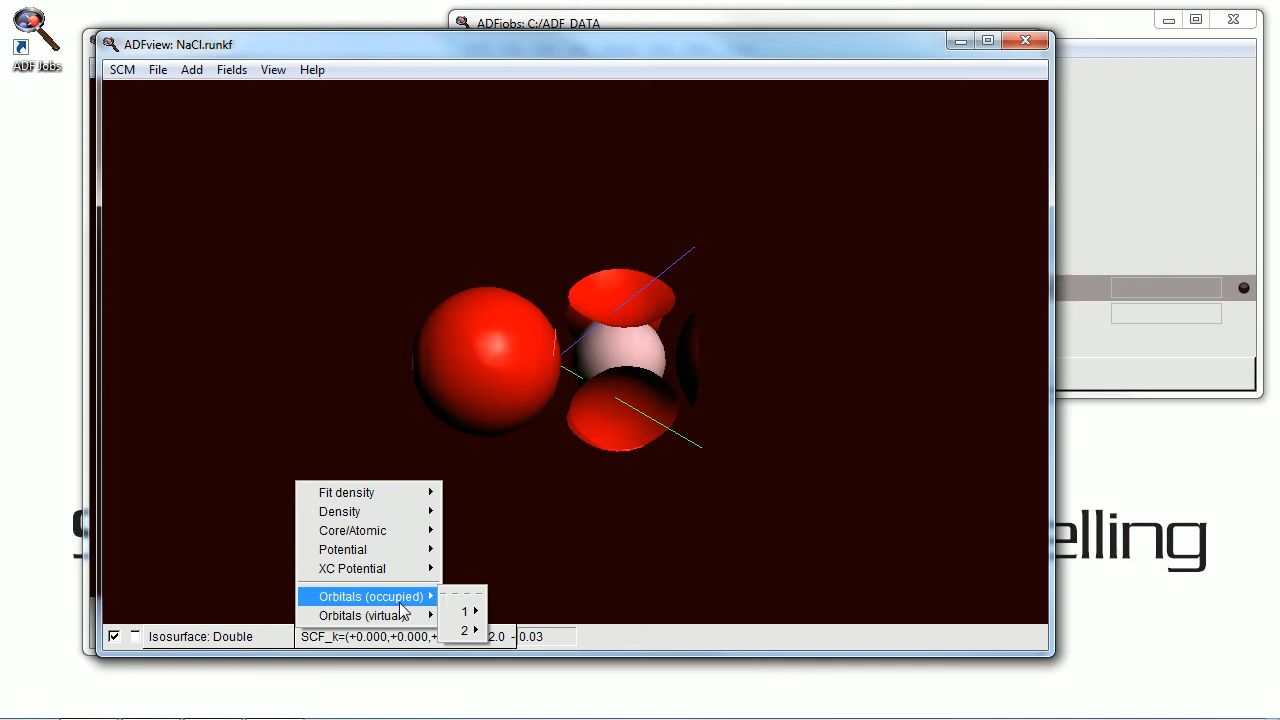 ADFjobs: C:/ADF_DATA
ADF Jobs
ADFview: NaCl.runkf
SCM File Add Fields View Help
Fit density
Density
Core/Atomic
Potential
XC Potential
Orbitals (occupied)
Orbitals (virtual
1
2
Isosurface: Double SCF_k=(+0.000,+0.000,+ 2.0 - 0.03
elling